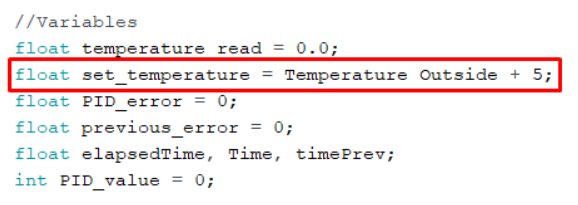 //Variables
float temperature read = 0.0;
float set_temperature = Temperature Outside + 5;
float PID_error = 0;
float previous_error = 0;
float elapsedTime, Time, timePrev;
int PID_value = 0;